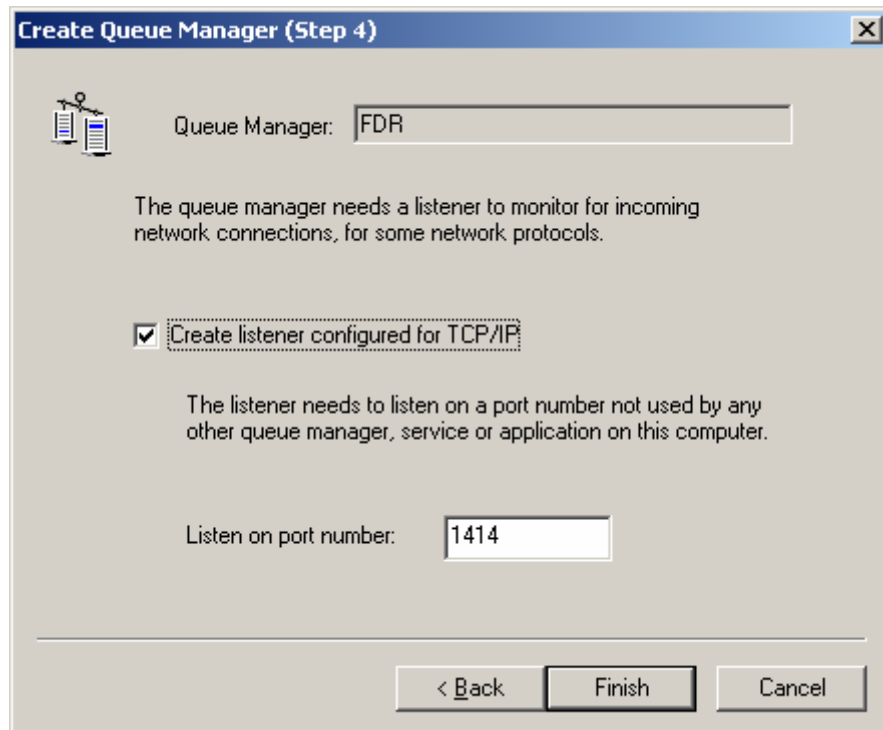 Create Queue Manager (Step 4)
Queue Manager: FDR
The queue manager needs a listener to monitor for incoming
network connections, for some network protocols.
Create listener configured for TCP/IP
The listener needs to listen on a port number not used by any
other queue manager, service or application on this computer.
Listen on port number: 1414
< Back Finish Cancel